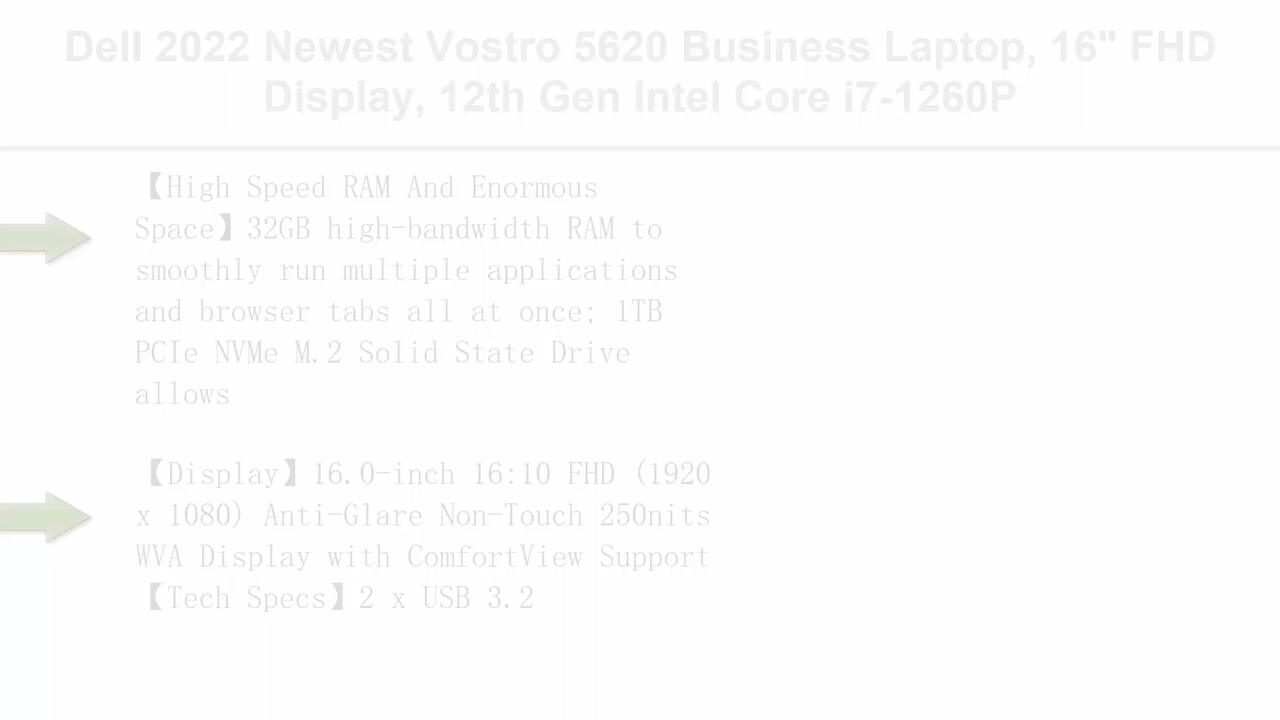 Dell 2022 Newest Vostro 5620 Business Laptop, 16" FHD
Display, 12th Gen Intel Core i7-1260P
【High Speed RAM And Enormous
Space】32GB high-bandwidth RAM to
smoothly run multiple applications
and browser tabs all at once; 1TB
PCIe NVMe M.2 Solid State Drive
allows
【Display】16.0-inch 16:10 FHD (1920
x 1080) Anti-Glare Non-Touch 250nits
WVA Display with ComfortView Support
【Tech Specs】2 x USB 3.2